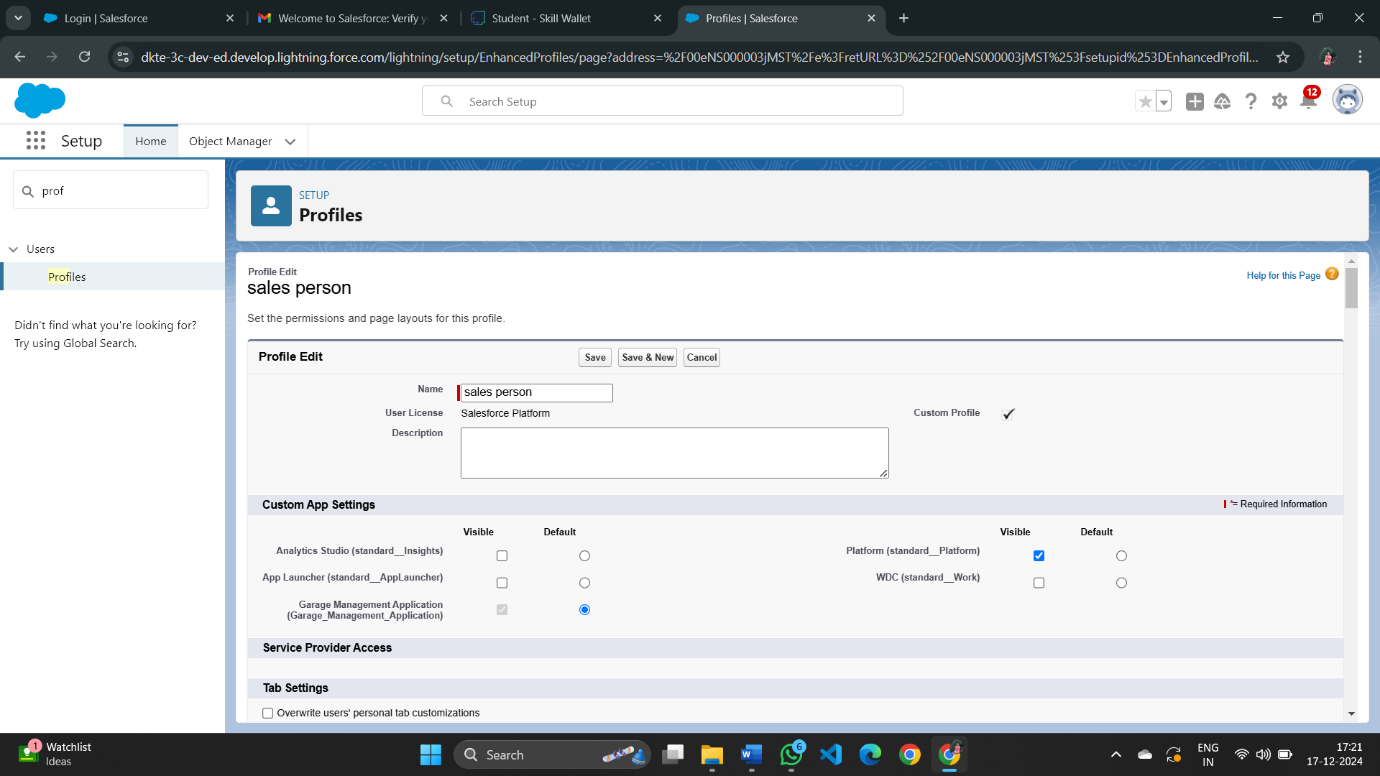 Login | Salesforce
Welcome to Salesforce: Verify y
Student - Skill Wallet
Profiles | Salesforce
dkte-3c-dev-ed.develop.lightning.force.com/lightning/setup/EnhancedProfiles/page?address=%2F00eNS000003jMST%2Fe%3FretURL%3D%252F00eNS000003jMST%253Fsetupid%253DEnhancedProfil...
Search Setup
12
Setup
Home
Object Manager
prof
Users
Profiles
Didn't find what you're looking for?
Try using Global Search.
SETUP
Profiles
Profile Edit
sales person
Help for this Page
Set the permissions and page layouts for this profile.
Profile Edit
Save
Save & New
Cancel
Name
sales person
User License
Salesforce Platform
Custom Profile
Description
Custom App Settings
*= Required Information
Visible
Default
Visible
Default
Analytics Studio (standard__Insights)
Platform (standard__Platform)
App Launcher (standard__AppLauncher)
WDC (standard__Work)
Garage Management Application
(Garage_Management_Application)
Service Provider Access
Tab Settings
Overwrite users' personal tab customizations
1
Watchlist
Ideas
Search
6
ENG
IN
17:21
17-12-2024